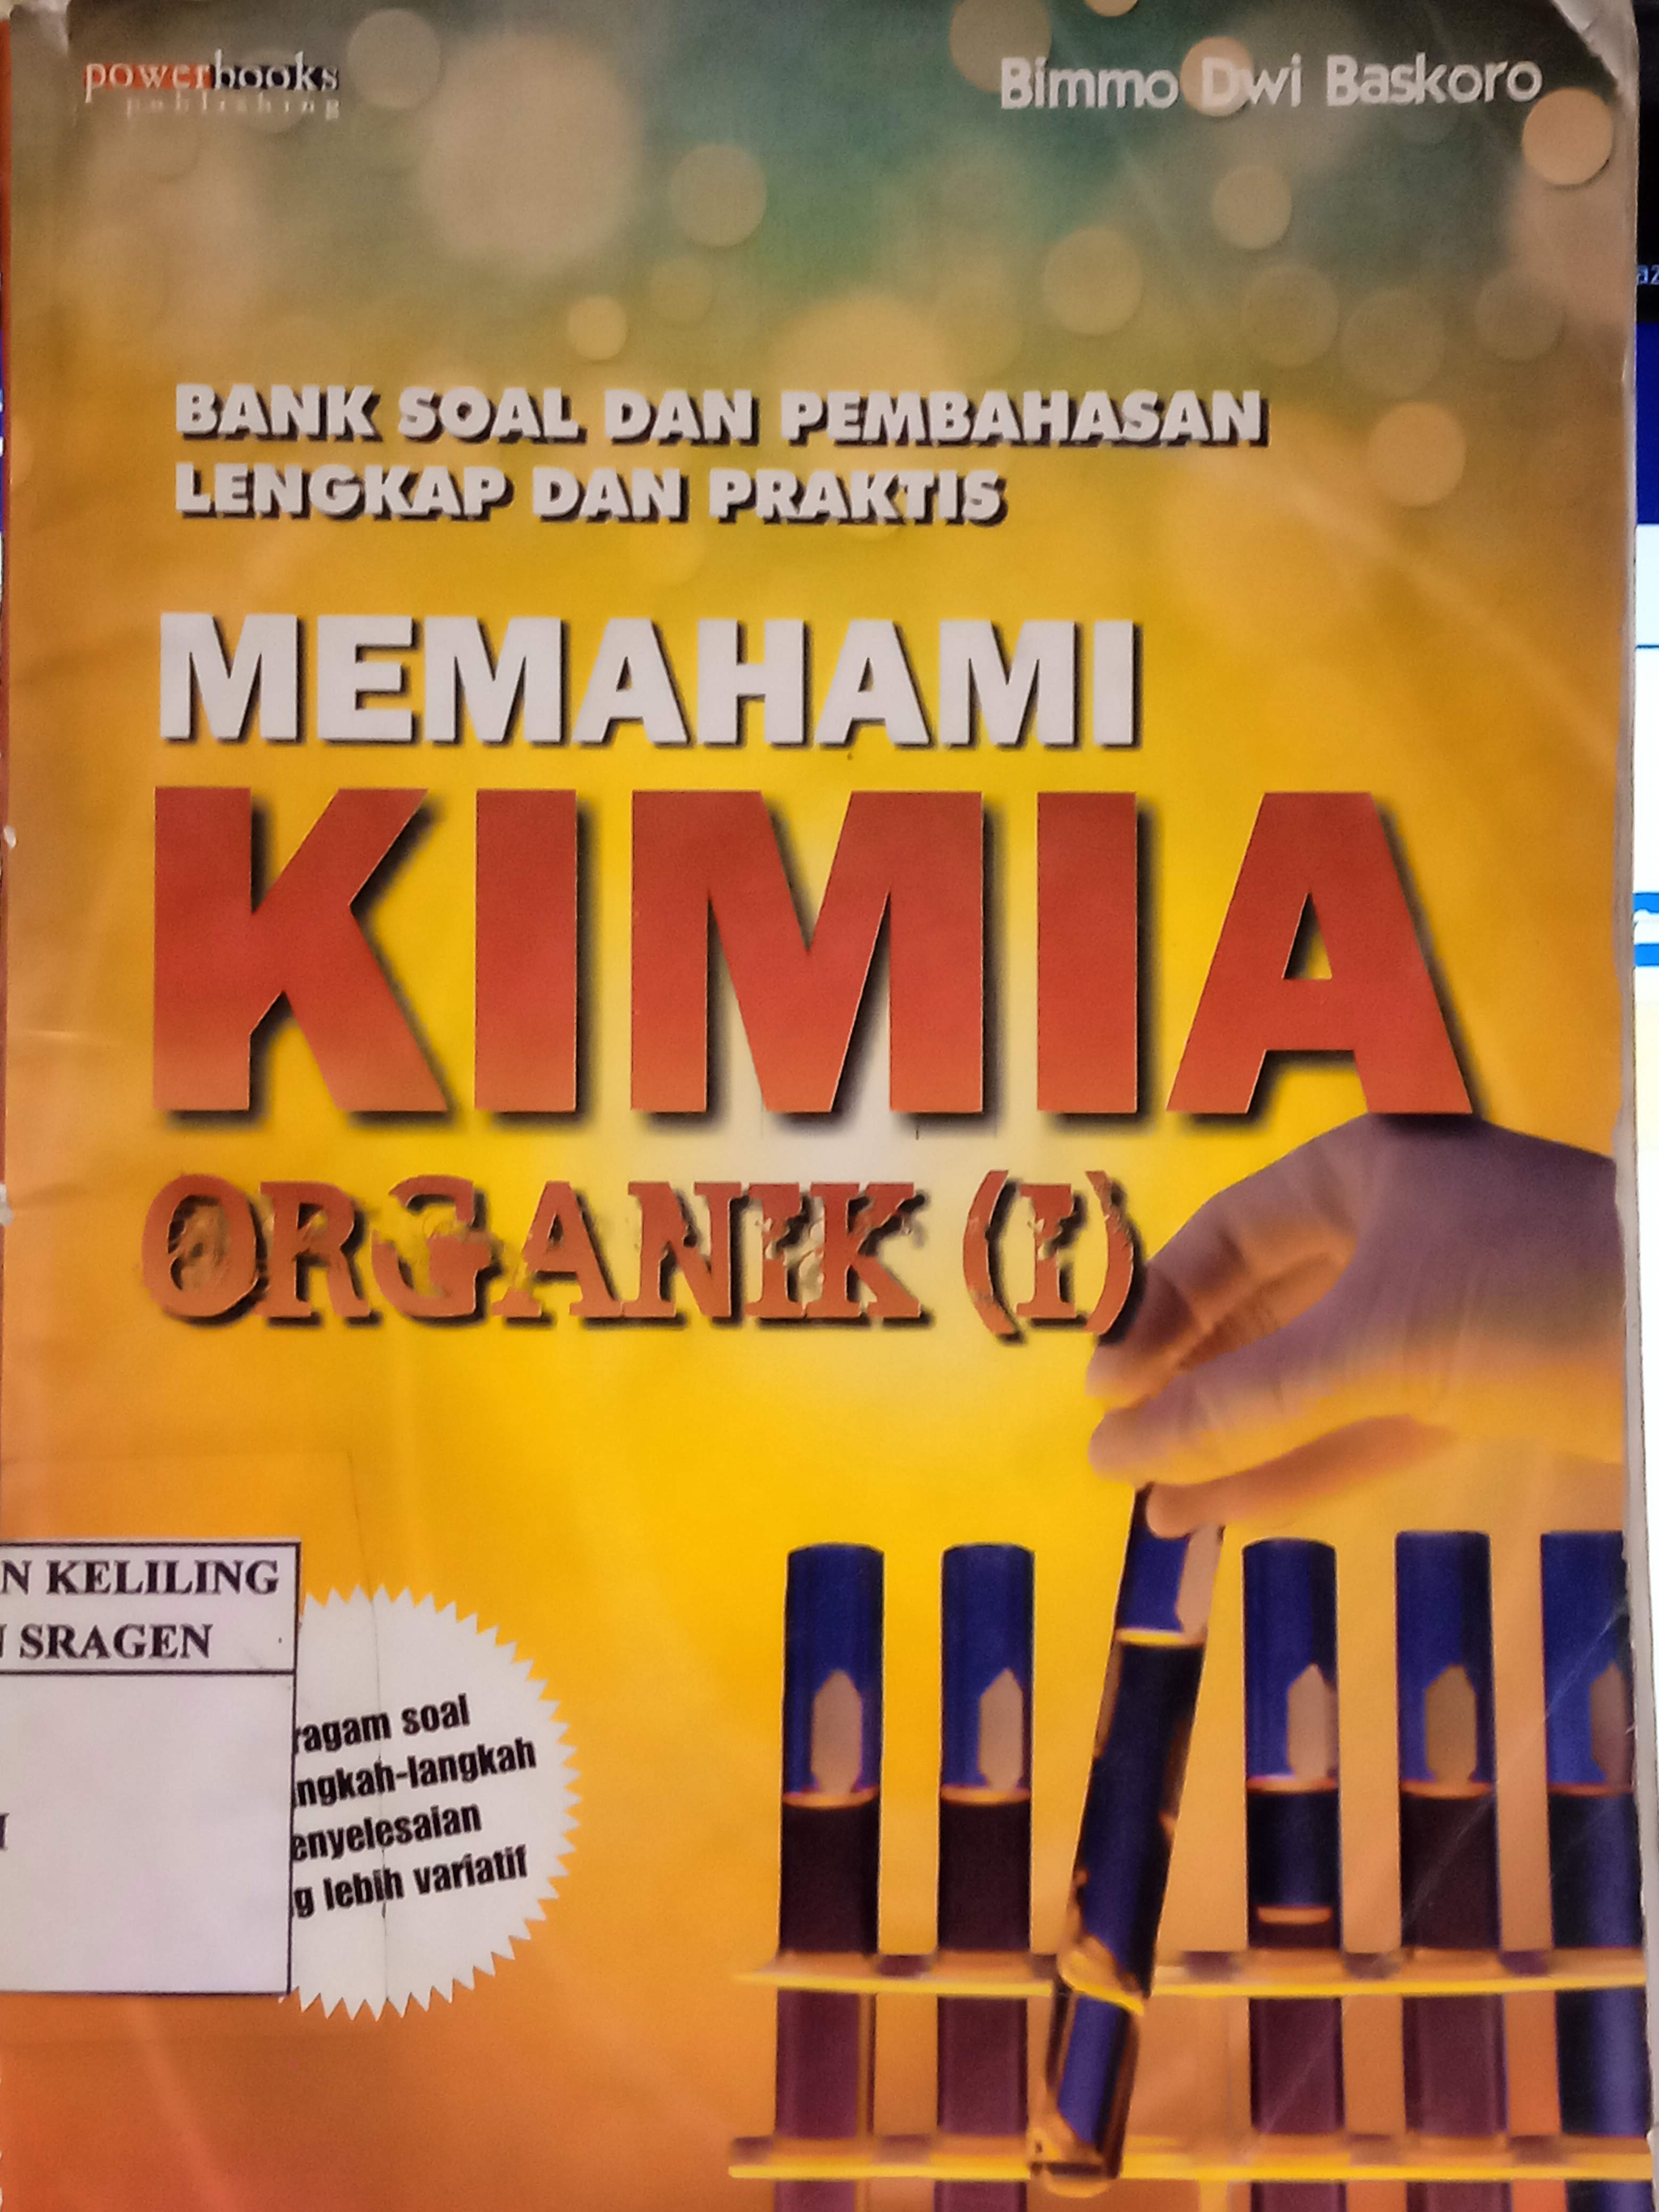 powerbooks
publishing
Bimmo Dwi Baskoro
BANK SOAL DAN PEMBAHASAN
LENGKAP DAN PRAKTIS
MEMAHAMI
KIMIA
ORGANIK (I)
N KELILING
SRAGEN
ragam soal
ngkah-langkah
enyelesaian
g lebih variatif